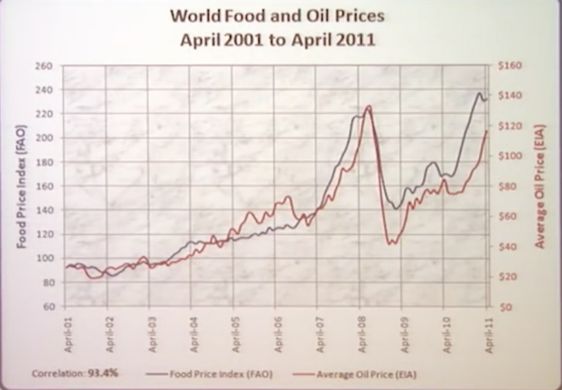 World Food and Oil Prices
April 2001 to April 2011
Food Price Index (FAO)
260
240
220
200
180
160
140
120
100
80
60
$160
$140
$120
$100
$80
$60
$40
$20
$0
Average Oil Price (EIA)
April-01
April-02
April-03
April-04
April-05
April-06
April-07
April-08
April-09
April-10
April-11
Correlation: 93.4%
Food Price Index (FAO)
Average Oil Price (EIA)